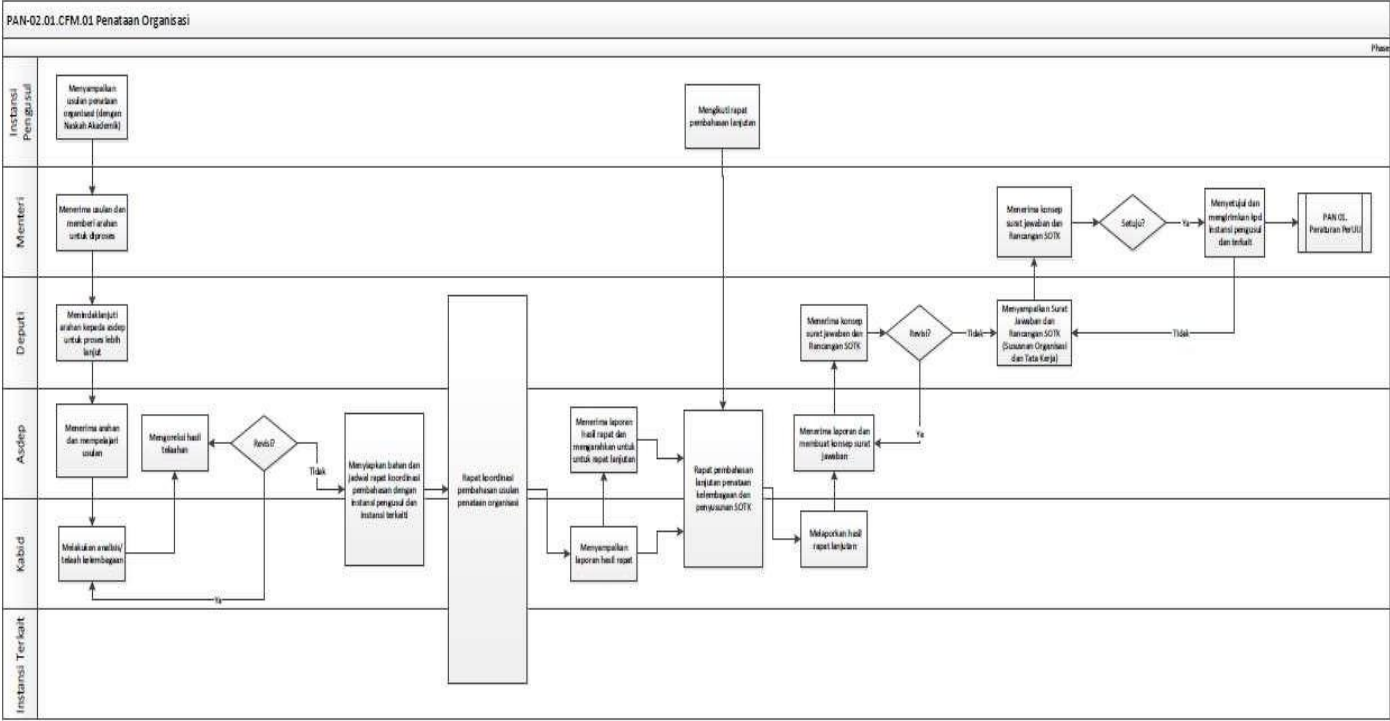 PAN-02.01.CFM.01 Penataan Organisasi
Phase
Instansi
Pengusul
Menyampaikan
usulan penataan
organisasi (dengan
Naskah Akademik)
Mengikuti rapat
pembahasan lanjutan
Menteri
Menerima usulan dan
memberi arahan
untuk diproses
Menerima konsep
surat jawaban dan
Rancangan SOTK
Setuju?
Ya
Menyetujui dan
mengirimkan kpd
instansi pengusul
dan terkait
PAN 01.
Peraturan PerUU
Deputi
Menindaklanjuti
arahan kepada asdep
untuk proses lebih
lanjut
Menerima konsep
surat jawaban dan
Rancangan SOTK
Revisi?
Tidak
Menyampaikan Surat
Jawaban dan
Rancangan SOTK
(Susunan Organisasi
dan Tata Kerja)
Tidak
Asdep
Menerima arahan
dan mempelajari
usulan
Mengoreksi hasil
telaahan
Revisi?
Tidak
Menyiapkan bahan dan
jadwal rapat koordinasi
pembahasan dengan
instansi pengusul dan
instansi terkaiti
Rapat koordinasi
pembahasan usulan
penataan organisasi
Menerima laporan
hasil rapat dan
mengarahkan untuk
untuk rapat lanjutan
Rapat pembahasan
lanjutan penataan
kelembagaan dan
penyusunan SOTK
Menerima laporan dan
membuat konsep surat
jawaban
Ya
Kabid
Melakukan analisis/
telaah kelembagaan
Ya
Menyampaikan
laporan hasil rapat
Melaporkan hasil
rapat lanjutan
Instansi Terkait